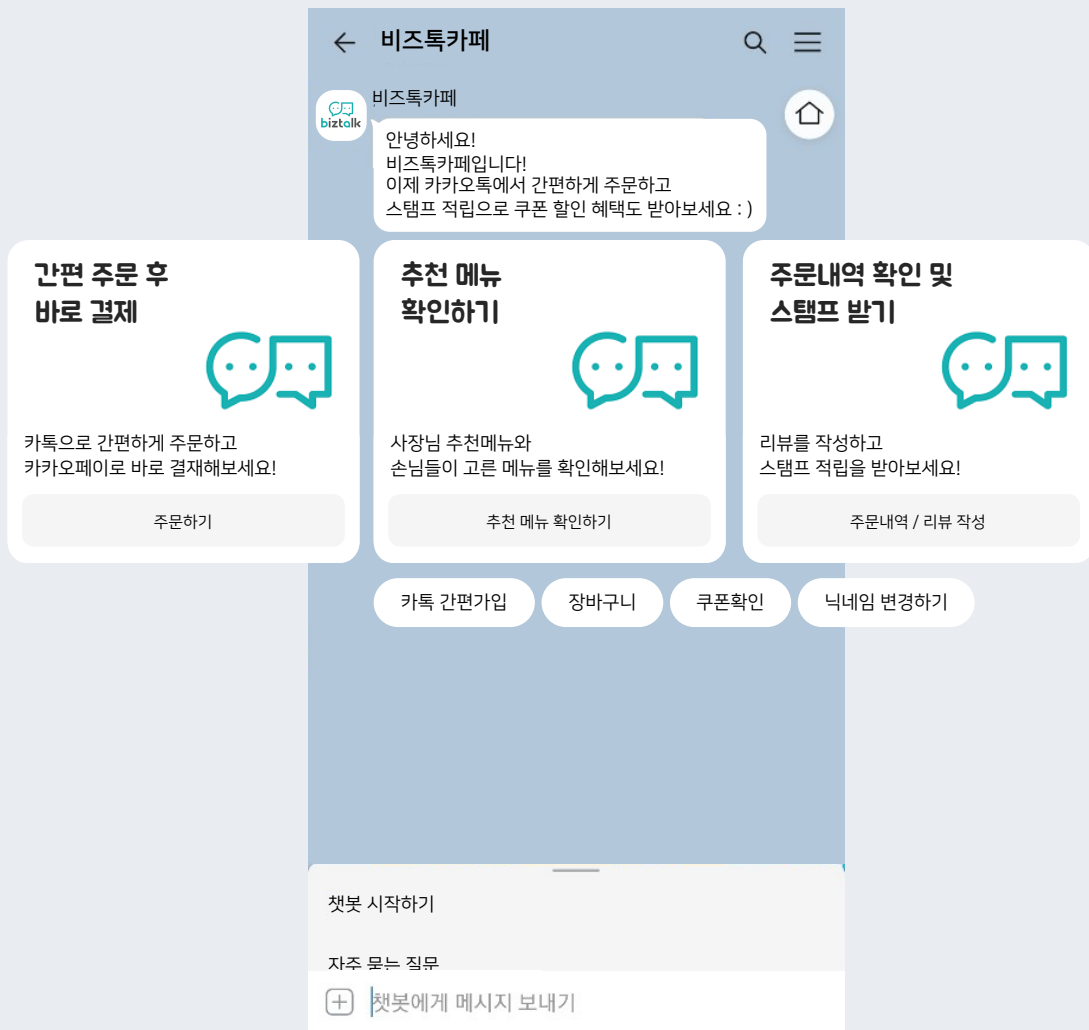 비즈톡카페
biztalk
비즈톡카페
안녕하세요!
비즈톡카페입니다!
이제 카카오톡에서 간편하게 주문하고
스탬프 적립으로 쿠폰 할인 혜택도 받아보세요 : )
간편 주문 후
바로 결제
카톡으로 간편하게 주문하고
카카오페이로 바로 결재해보세요!
주문하기
추천 메뉴
확인하기
사장님 추천메뉴와
손님들이 고른 메뉴를 확인해보세요!
추천 메뉴 확인하기
주문내역 확인 및
스탬프 받기
리뷰를 작성하고
스탬프 적립을 받아보세요!
주문내역 / 리뷰 작성
카톡 간편가입
장바구니
쿠폰확인
닉네임 변경하기
챗봇 시작하기
자주 묻는 질문
챗봇에게 메시지 보내기